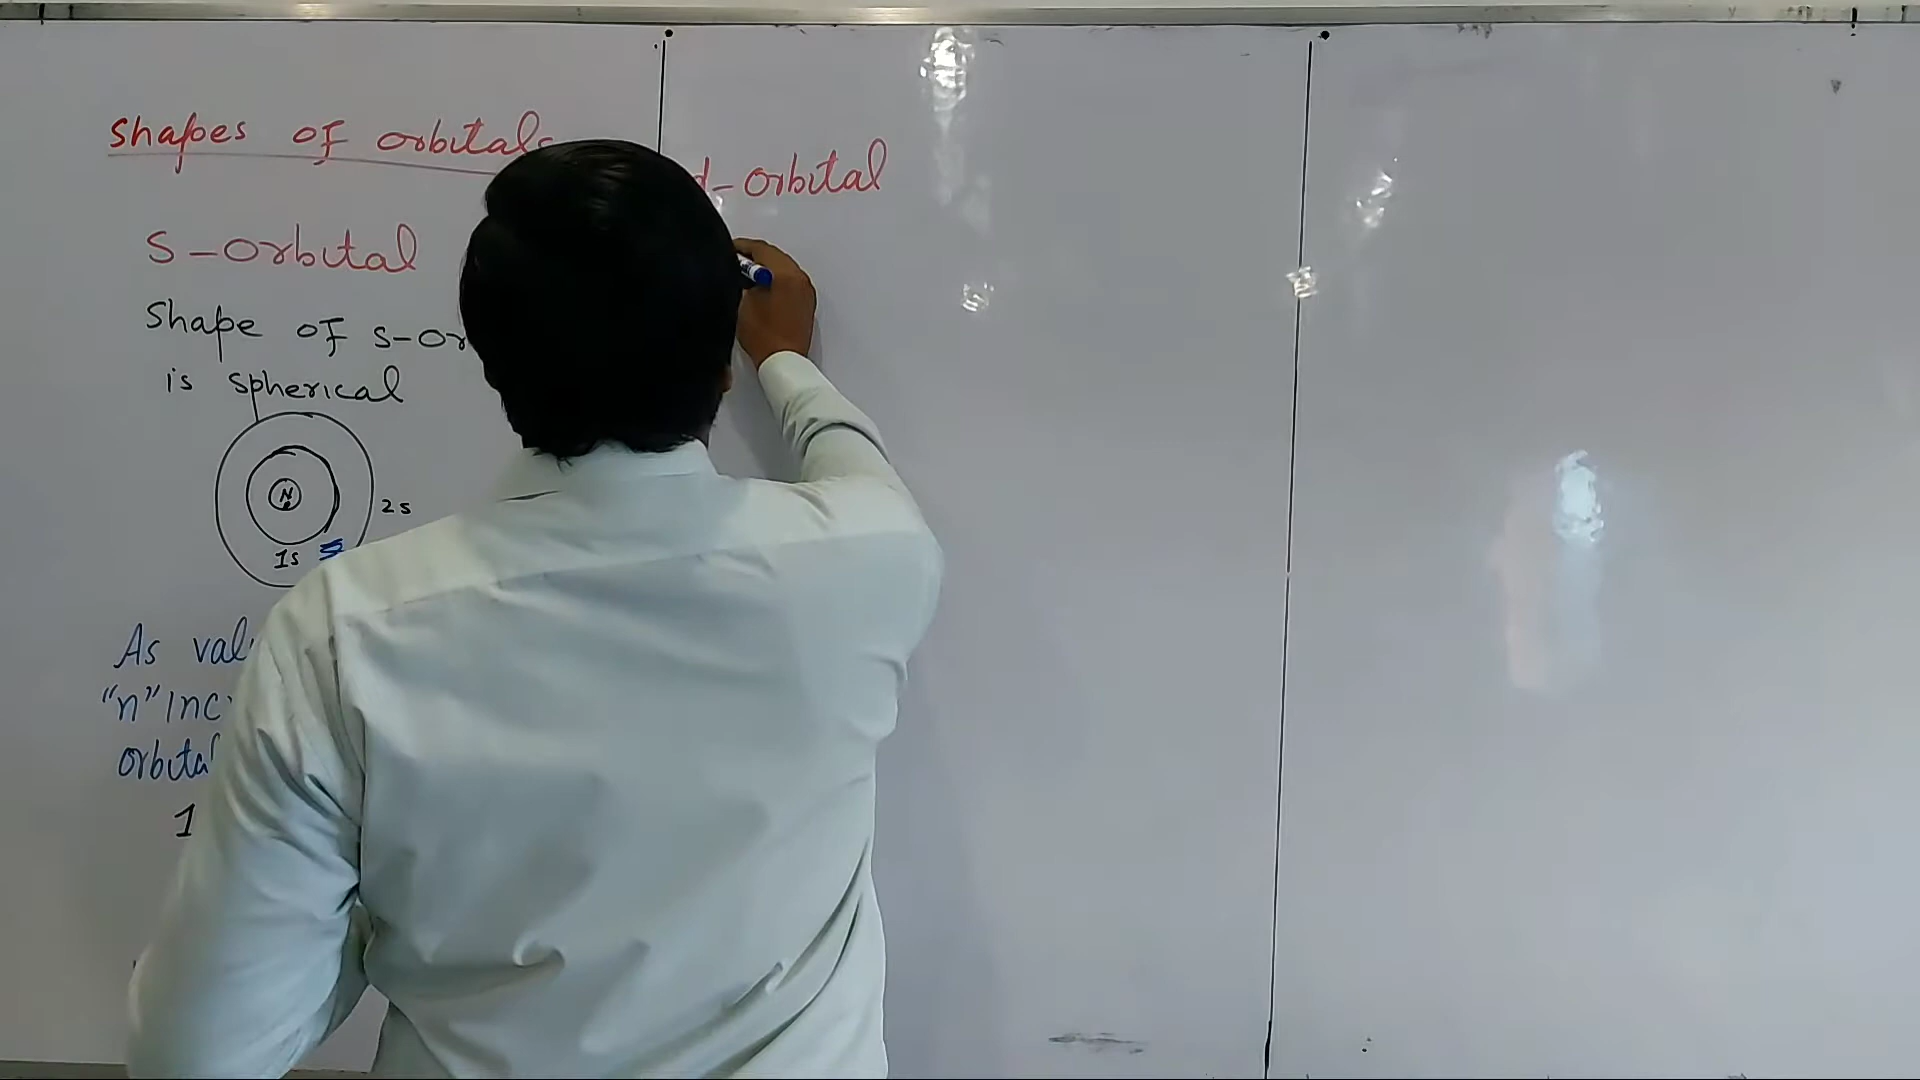 Shapes of orbitals
S-orbital
Shape of s-or
is spherical
N
2s
1s
As val
"n" Inc
orbital
1
d-orbital